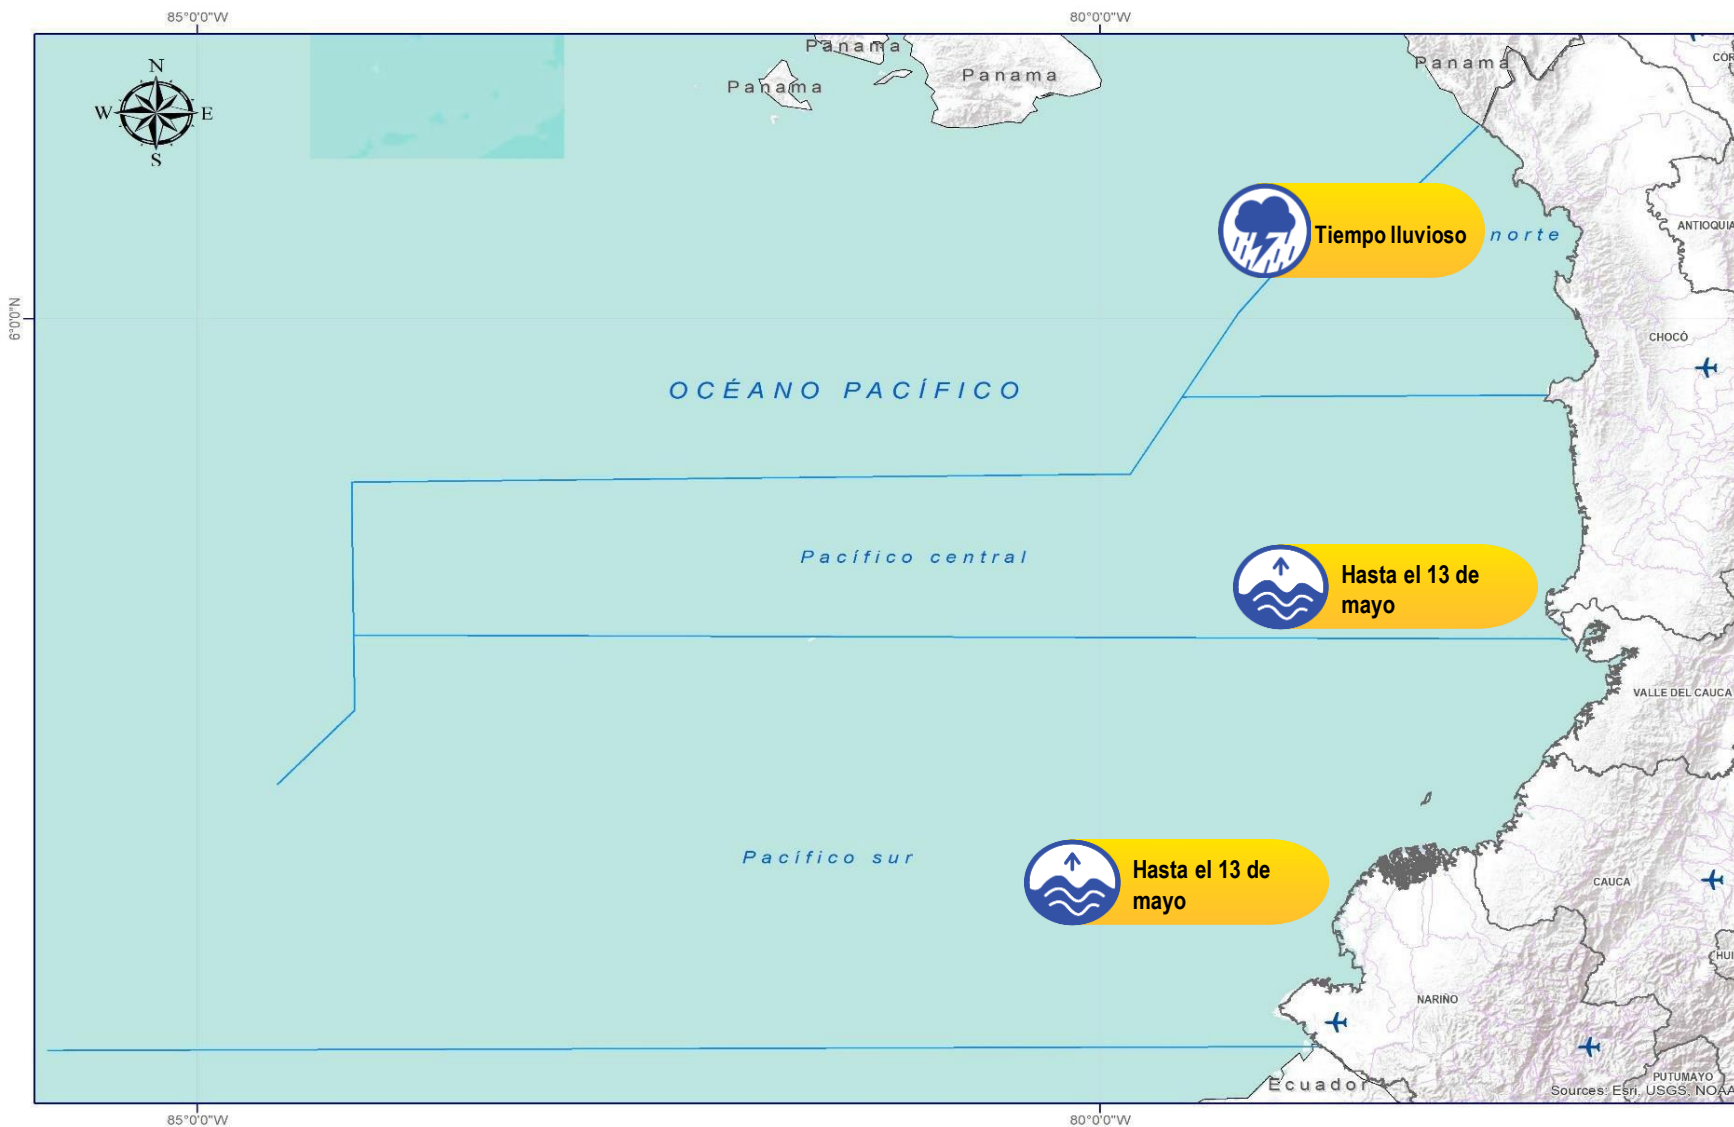 85°0'0"W
80°0'0"W
N
W
E
S
Panama
Panama
Panama
Panama
ANTIOQUIA
Tiempo lluvioso
norte
6°0'0"N
CHOCÓ
OCÉANO PACÍFICO
Pacífico central
Hasta el 13 de
mayo
VALLE DEL CAUCA
Pacífico sur
Hasta el 13 de
mayo
CAUCA
HUI
NARIÑO
PUTUMAYO
Ecuador
Sources: Esri, USGS, NOAA
85°0'0"W
80°0'0"W